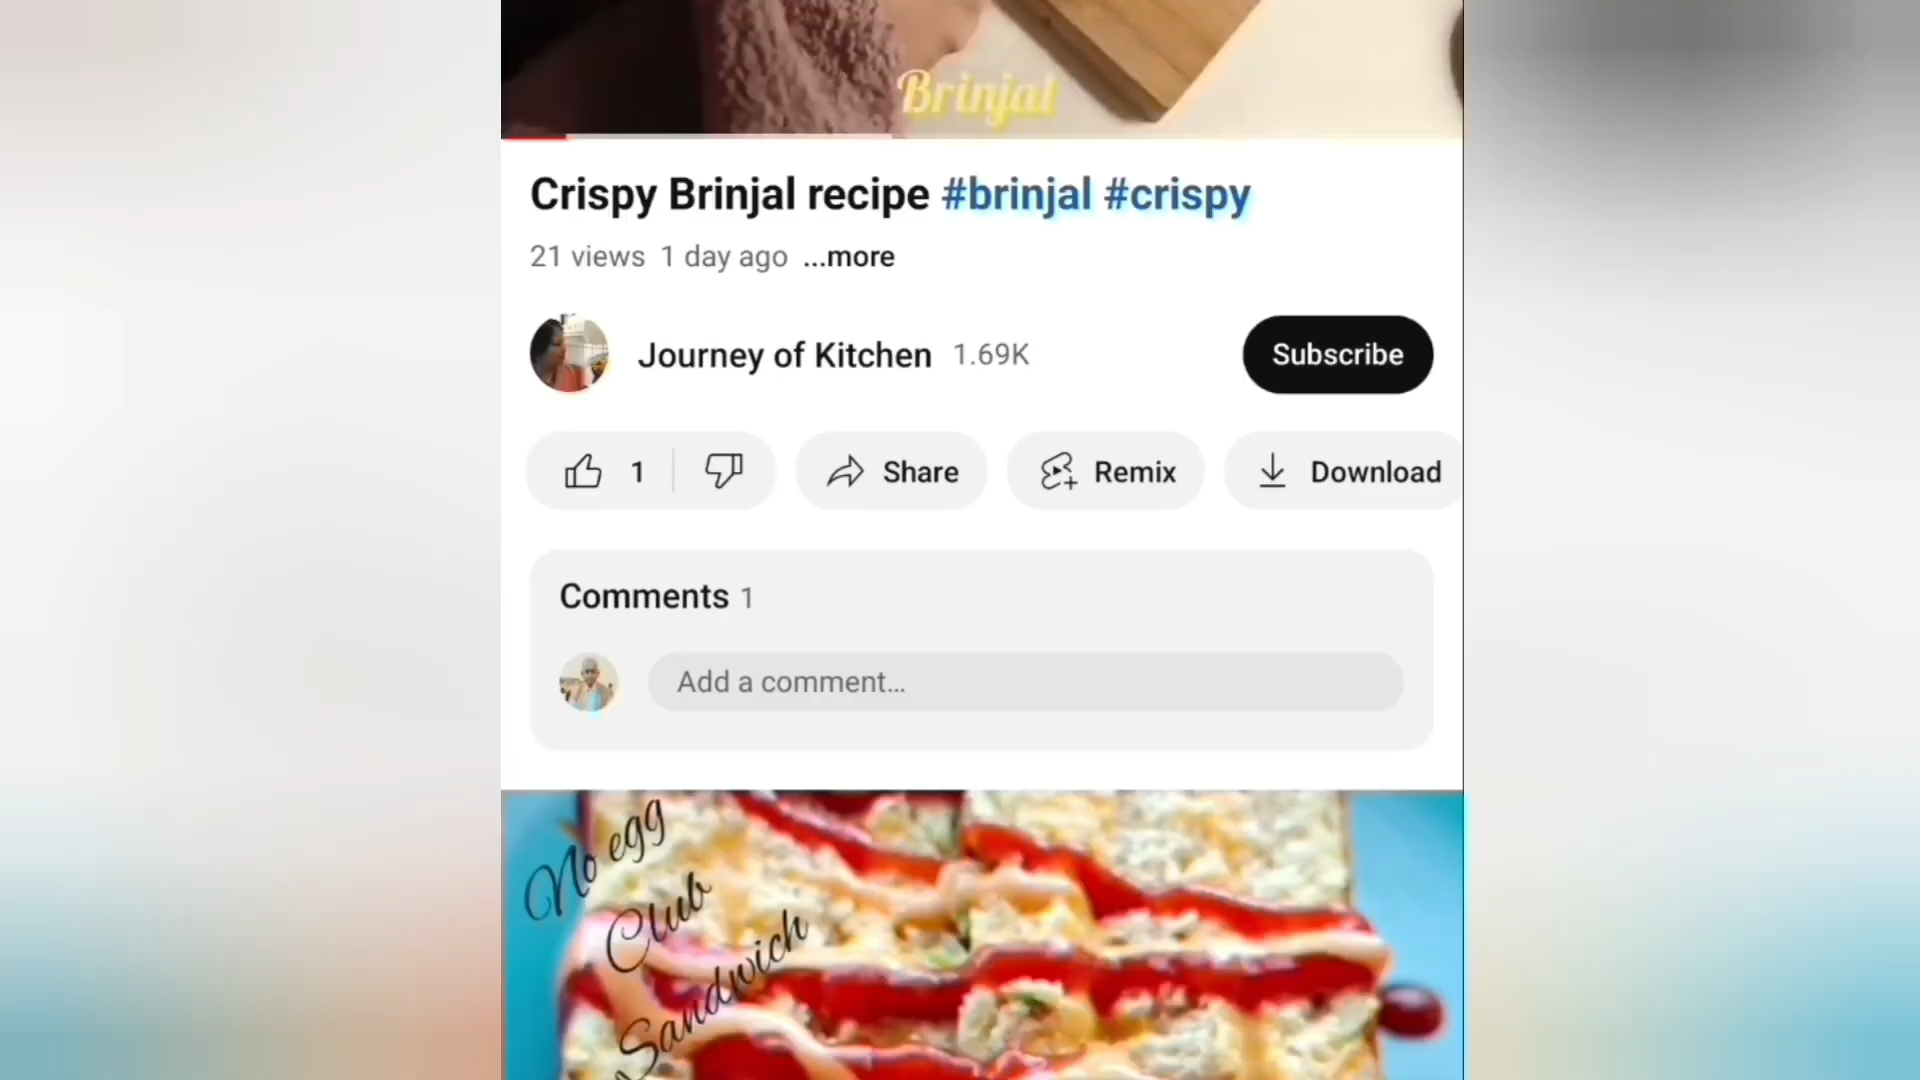 Brinjal
Crispy Brinjal recipe #brinjal #crispy
21 views 1 day ago ...more
Journey of Kitchen 1.69K
Subscribe
1
Share
Remix
Download
Comments 1
Add a comment...
No egg
Club
Sandwich